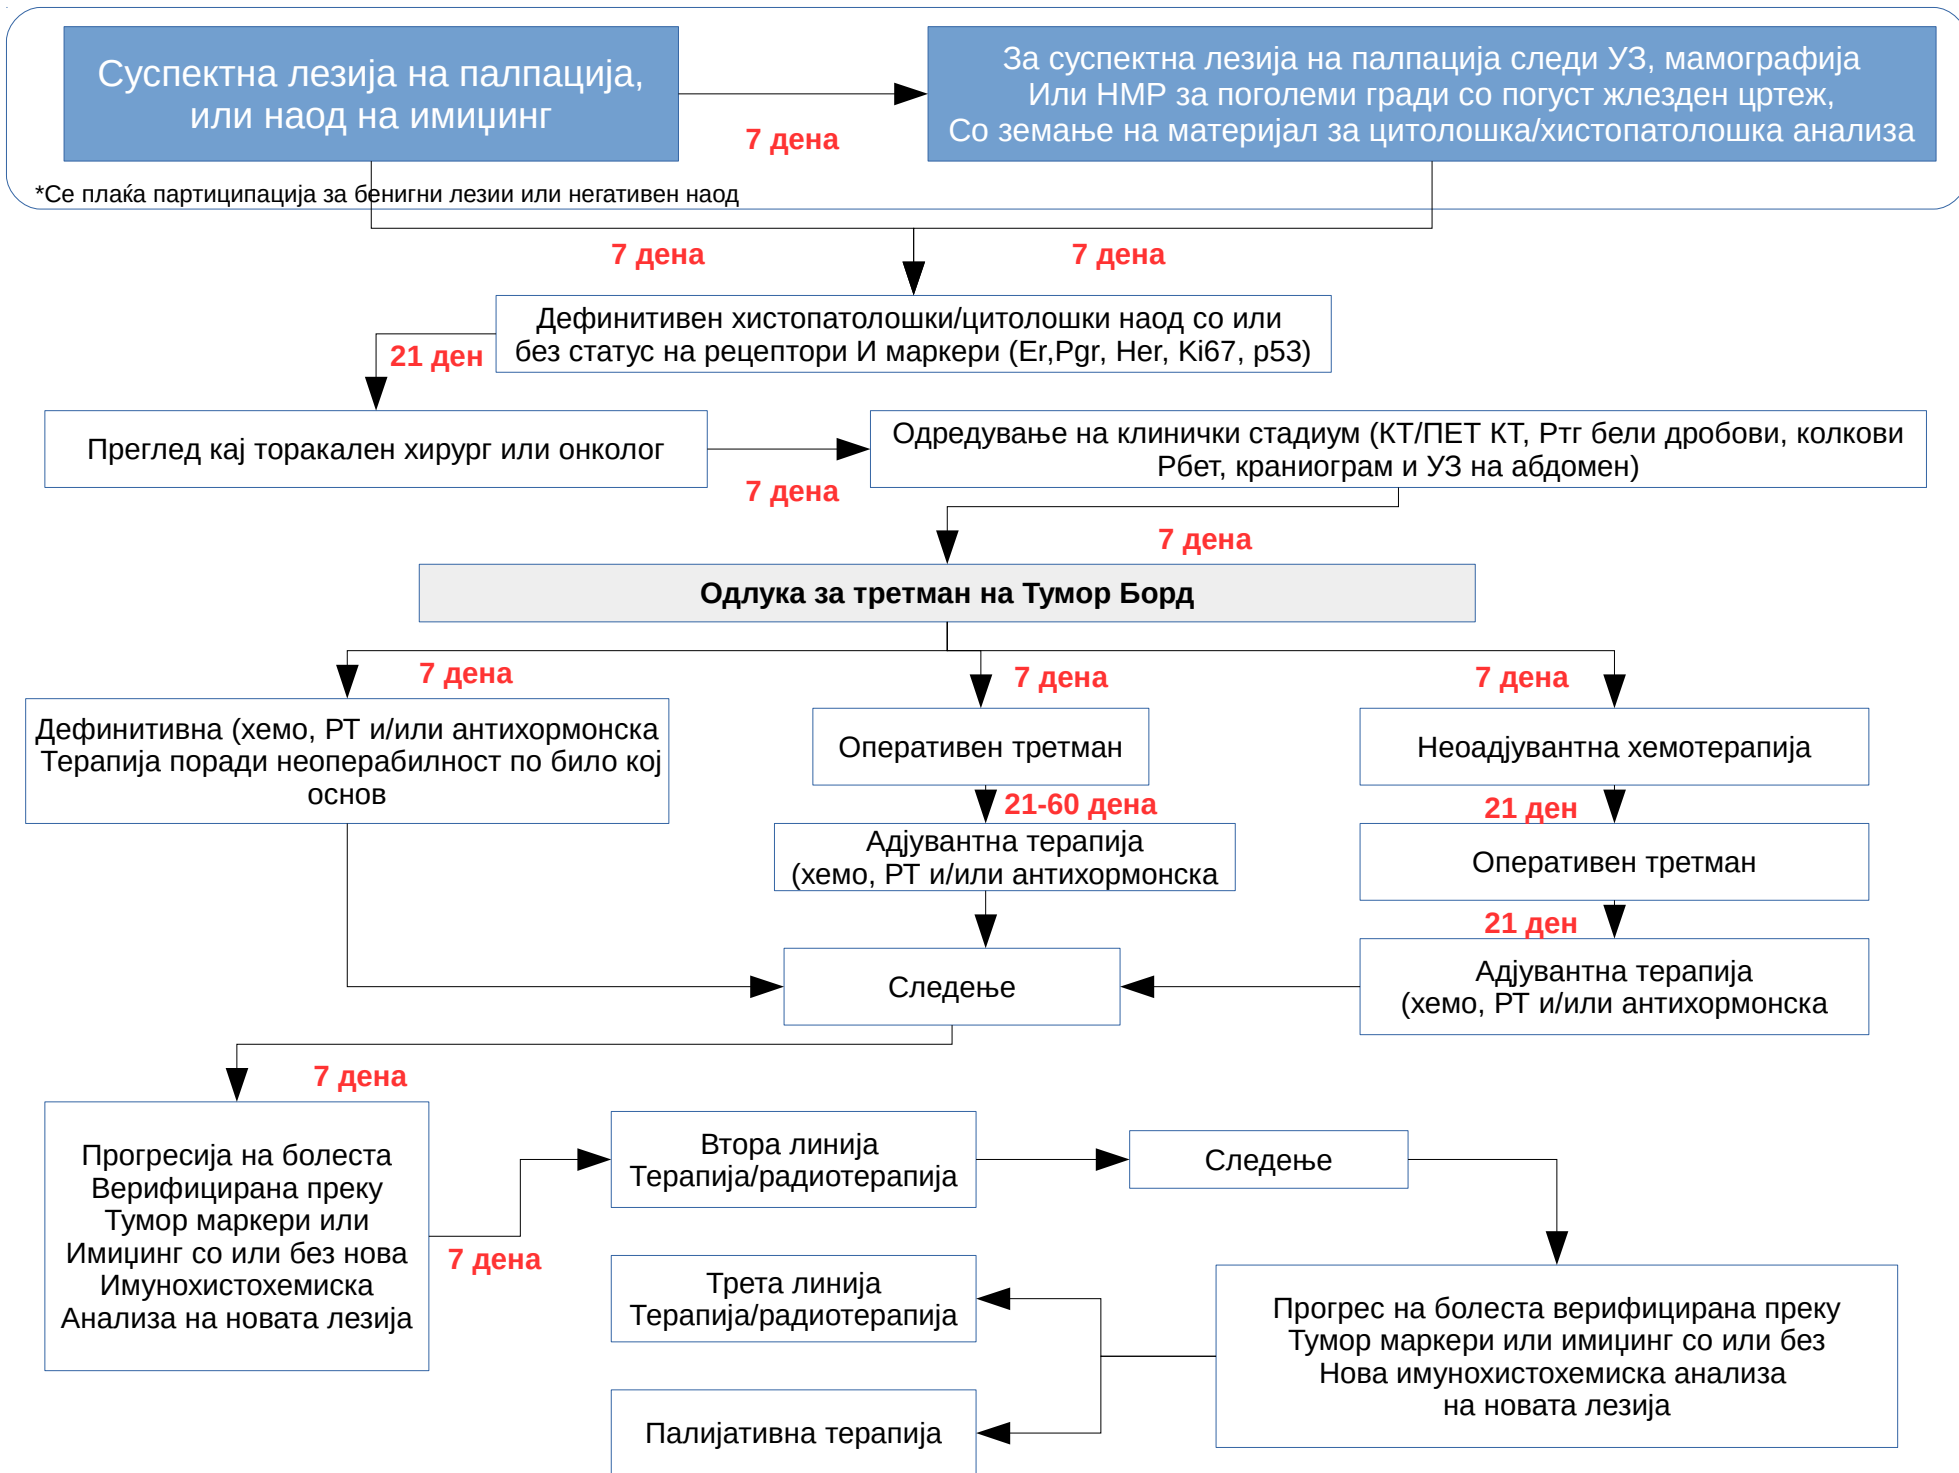 Суспектна лезија на палпација,
или наод на имиџинг
7 дена
За суспектна лезија на палпација следи УЗ, мамографија
Или НМР за поголеми гради со погуст жлезден цртеж,
Со земање на материјал за цитолошка/хистопатолошка анализа
*Се плаќа партиципација за бенигни лезии или негативен наод
7 дена
7 дена
Дефинитивен хистопатолошки/цитолошки наод со или
без статус на рецептори И маркери (Er,Pgr, Her, Ki67, p53)
21 ден
Преглед кај торакален хирург или онколог
7 дена
Одредување на клинички стадиум (КТ/ПЕТ КТ, Ртг бели дробови, колкови
Рбет, краниограм и УЗ на абдомен)
7 дена
Одлука за третман на Тумор Борд
7 дена
7 дена
7 дена
Дефинитивна (хемо, РТ и/или антихормонска
Терапија поради неоперабилност по било кој
основ
Оперативен третман
21-60 дена
Адјувантна терапија
(хемо, РТ и/или антихормонска
Неоадјувантна хемотерапија
21 ден
Оперативен третман
21 ден
Адјувантна терапија
(хемо, РТ и/или антихормонска
Следење
7 дена
Прогресија на болеста
Верифицирана преку
Тумор маркери или
Имиџинг со или без нова
Имунохистохемиска
Анализа на новата лезија
7 дена
Втора линија
Терапија/радиотерапија
Следење
Прогрес на болеста верифицирана преку
Тумор маркери или имиџинг со или без
Нова имунохистохемиска анализа
на новата лезија
Трета линија
Терапија/радиотерапија
Палијативна терапија